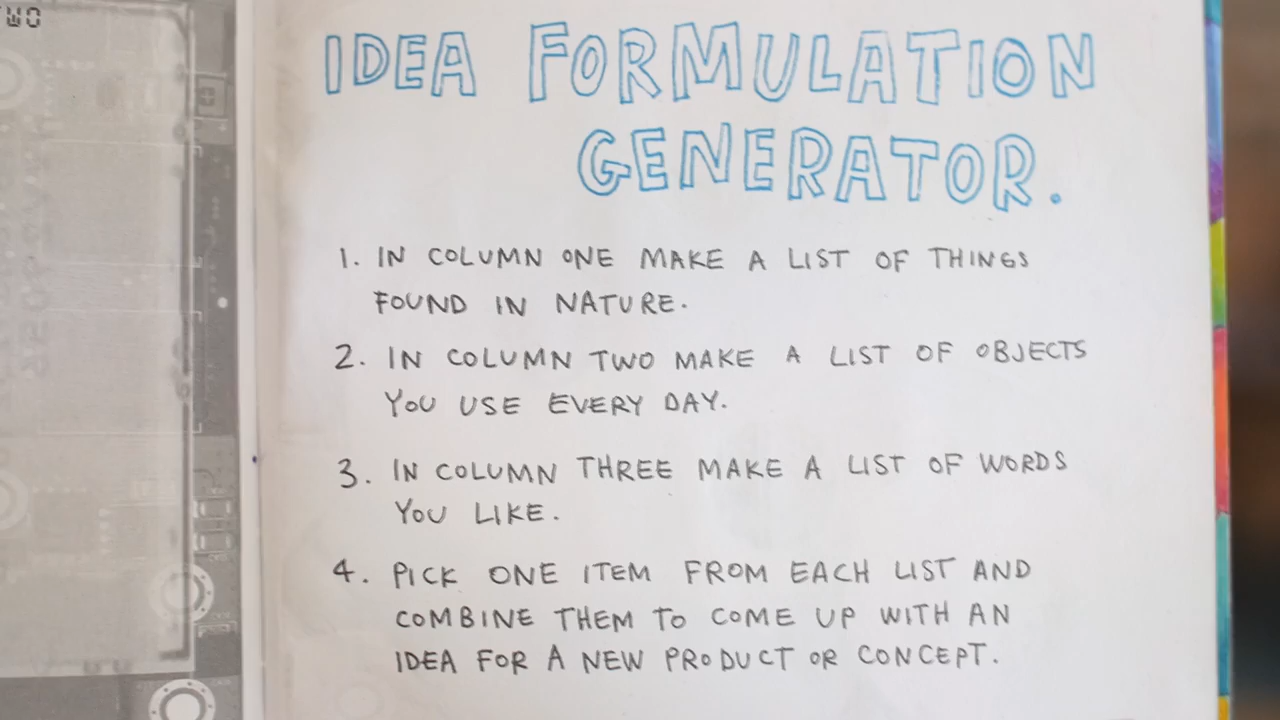 TWO
IDEA FORMULATION
GENERATOR.
1. IN COLUMN ONE MAKE A LIST OF THINGS
FOUND IN NATURE.
2. IN COLUMN TWO MAKE A LIST OF OBJECTS
YOU USE EVERY DAY.
3. IN COLUMN THREE MAKE A LIST OF WORDS
YOU LIKE.
4. PICK ONE ITEM FROM EACH LIST AND
COMBINE THEM TO COME UP WITH AN
IDEA FOR A NEW PRODUCT OR CONCEPT.